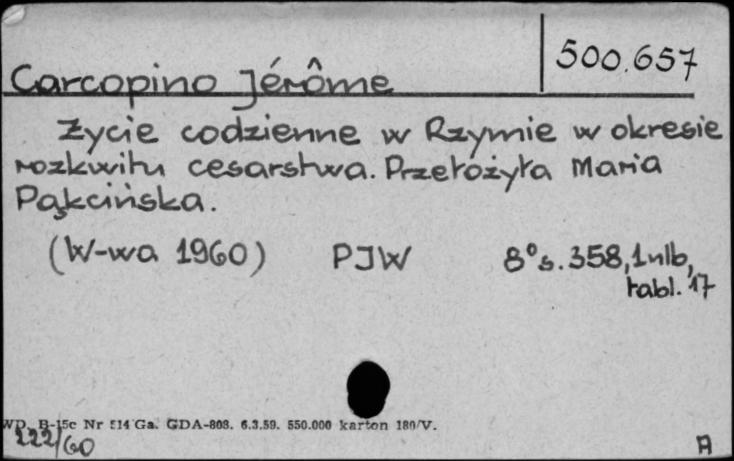 500.657
Carcopino Jérôme
Życie codzienne w Rzymie w okresie
rozkwitu cesarstwa. Przełożyła Maria
Pąkcińska.
(W-wa 1960) PJW 8° s. 358, 1 nlb,
tabl. 17
WD. B-15c Nr 514 Ga. GDA-808. 6.3.59. 550.000 karton 180/V.
222/60
A